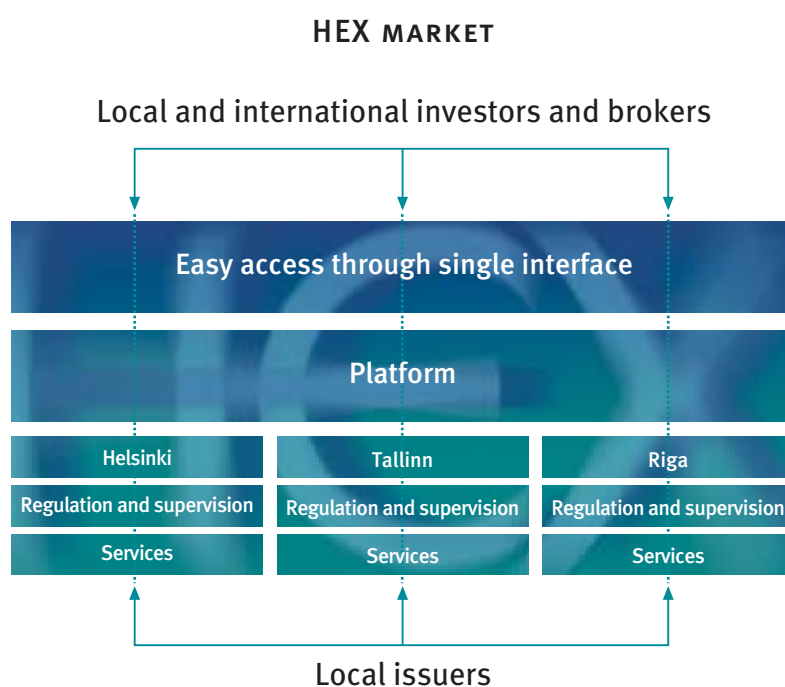 HEX MARKET
Local and international investors and brokers
Easy access through single interface
Platform
Helsinki
Tallinn
Riga
Regulation and supervision
Regulation and supervision
Regulation and supervision
Services
Services
Services
Local issuers